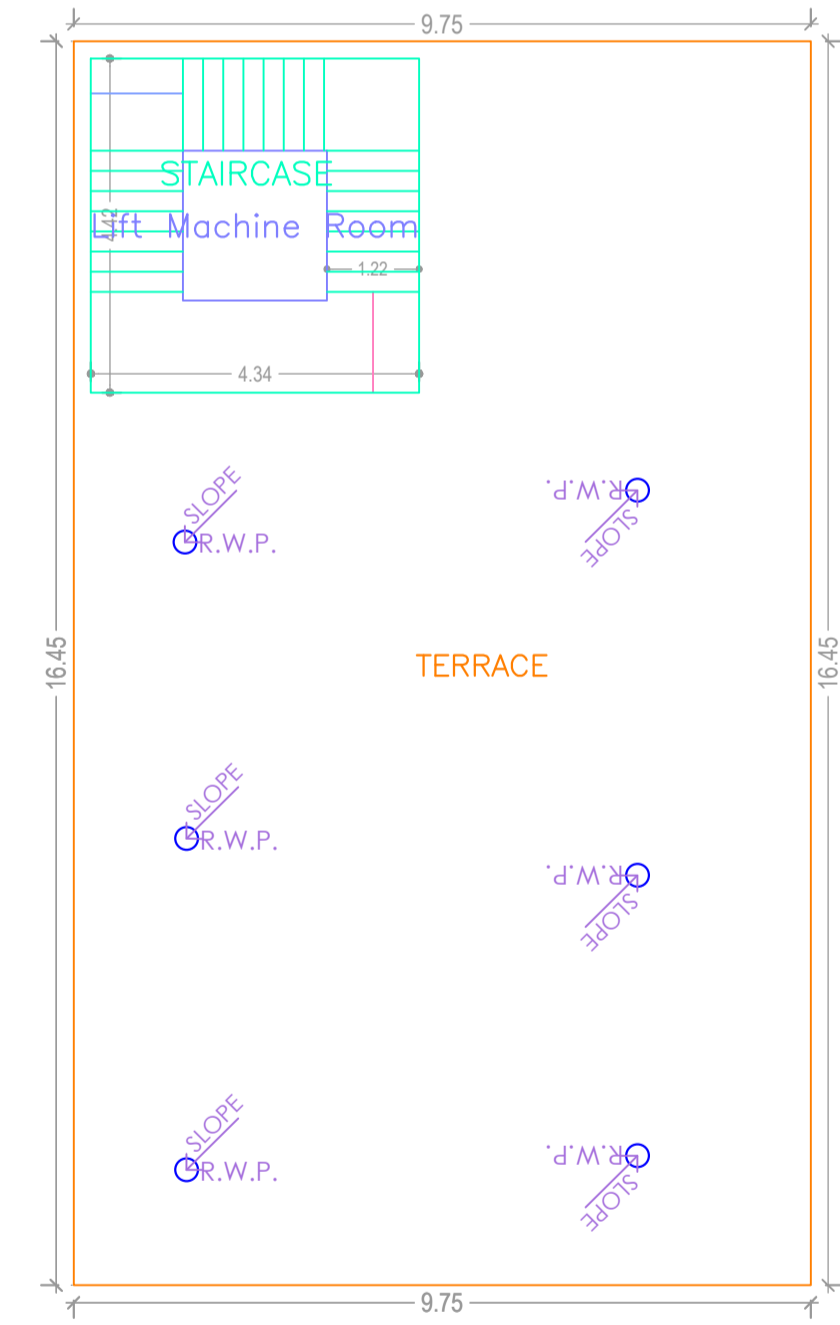 9.75
STAIRCASE
4.42
Lift Machine Room
1.22
4.34
SLOPE
R.W.P.
R.W.P.
SLOPE
16.45
TERRACE
16.45
SLOPE
R.W.P.
R.W.P.
SLOPE
SLOPE
R.W.P.
R.W.P.
SLOPE
9.75